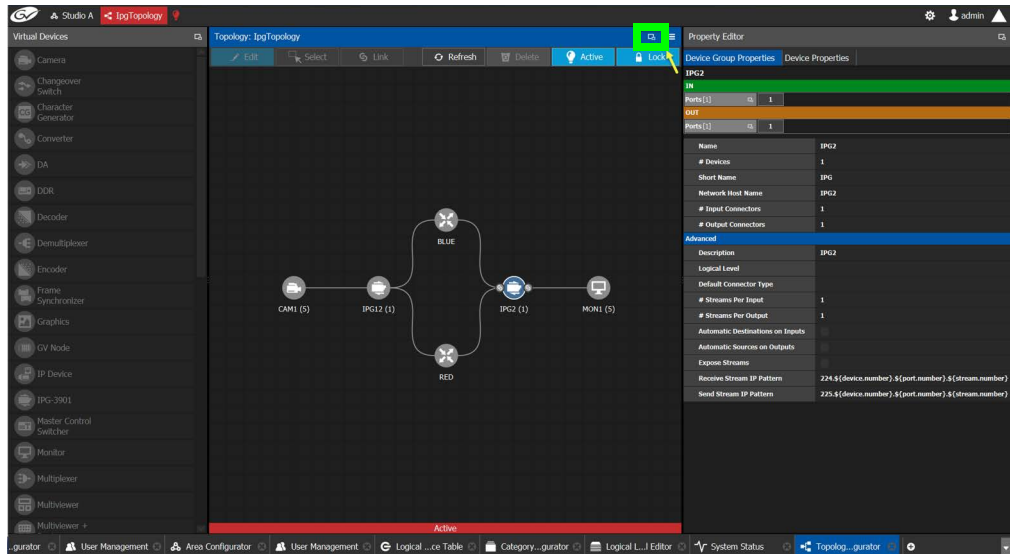 Studio A
IpgTopology
admin
Virtual Devices
Camera
Changeover
Switch
Character
Generator
Converter
DA
DDR
Decoder
Demultiplexer
Encoder
Frame
Synchronizer
Graphics
GV Node
IP Device
IPG-3901
Master Control
Switcher
Monitor
Multiplexer
Multiviewer
Multiviewer +
Topology: IpgTopology
Edit
Select
Link
Refresh
Delete
Active
Lock
BLUE
CAM1 (5)
IPG12 (1)
IPG2 (1)
MON1 (5)
RED
Active
Property Editor
Device Group Properties
Device Properties
IPG2
IN
Ports[1] 1
OUT
Ports[1] 1
Name IPG2
# Devices 1
Short Name IPG
Network Host Name IPG2
# Input Connectors 1
# Output Connectors 1
Advanced
Description IPG2
Logical Level
Default Connector Type
# Streams Per Input 1
# Streams Per Output 1
Automatic Destinations on Inputs
Automatic Sources on Outputs
Expose Streams
Receive Stream IP Pattern 224.${device.number}.${port.number}.${stream.number}
Send Stream IP Pattern 225.${device.number}.${port.number}.${stream.number}
..gurator
User Management
Area Configurator
User Management
Logical ...ce Table
Category...gurator
Logical L...l Editor
System Status
Topolog...gurator